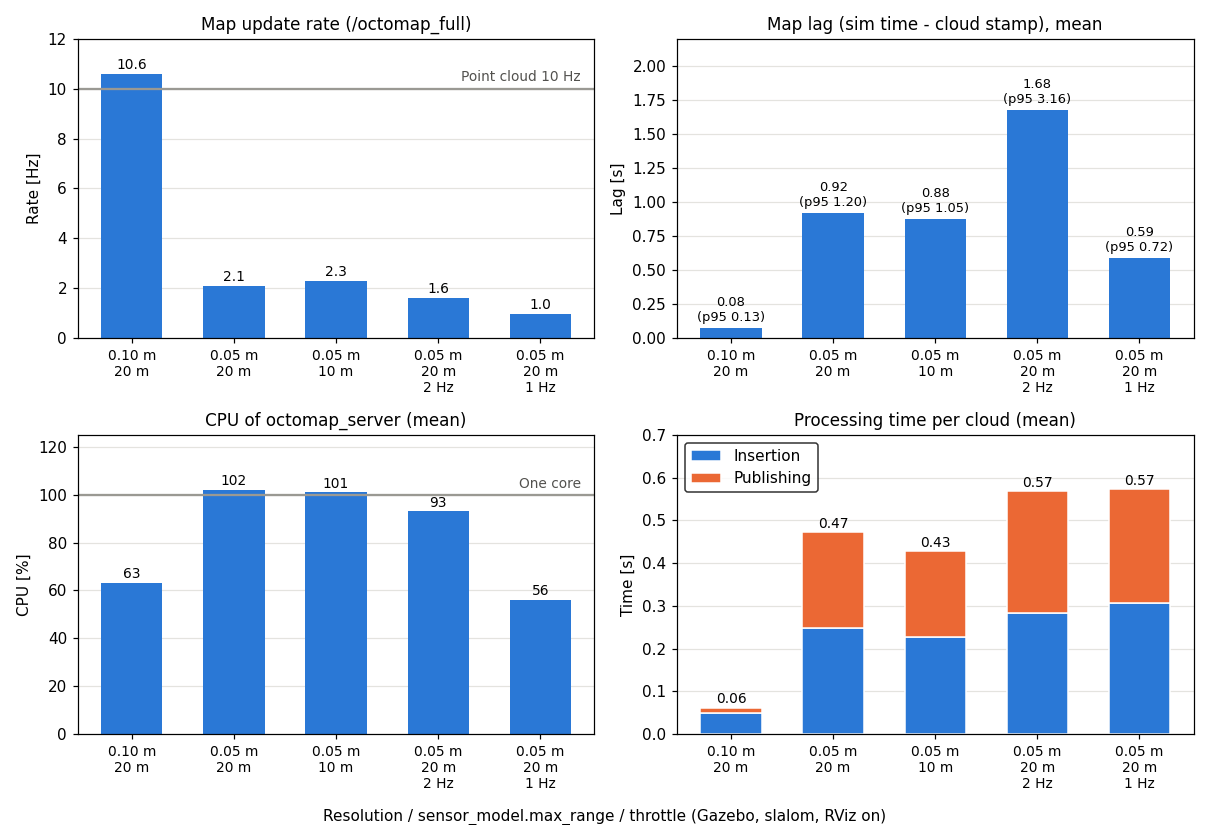 Map update rate (/octomap_full)
Rate [Hz]
12
10
8
6
4
2
0
Point cloud 10 Hz
10.6
2.1
2.3
1.6
1.0
0.10 m
20 m
0.05 m
20 m
0.05 m
10 m
0.05 m
20 m
2 Hz
0.05 m
20 m
1 Hz
Map lag (sim time - cloud stamp), mean
Lag [s]
2.00
1.75
1.50
1.25
1.00
0.75
0.50
0.25
0.00
0.08
(p95 0.13)
0.92
(p95 1.20)
0.88
(p95 1.05)
1.68
(p95 3.16)
0.59
(p95 0.72)
0.10 m
20 m
0.05 m
20 m
0.05 m
10 m
0.05 m
20 m
2 Hz
0.05 m
20 m
1 Hz
CPU of octomap_server (mean)
CPU [%]
120
100
80
60
40
20
0
One core
63
102
101
93
56
0.10 m
20 m
0.05 m
20 m
0.05 m
10 m
0.05 m
20 m
2 Hz
0.05 m
20 m
1 Hz
Processing time per cloud (mean)
Time [s]
0.7
0.6
0.5
0.4
0.3
0.2
0.1
0.0
Insertion
Publishing
0.06
0.47
0.43
0.57
0.57
0.10 m
20 m
0.05 m
20 m
0.05 m
10 m
0.05 m
20 m
2 Hz
0.05 m
20 m
1 Hz
Resolution / sensor_model.max_range / throttle (Gazebo, slalom, RViz on)